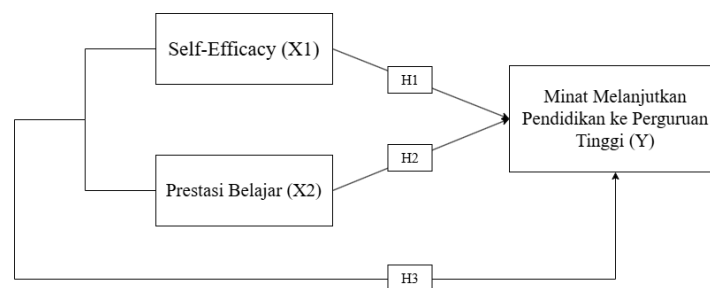 Self-Efficacy (X1)
H1
Minat Melanjutkan
Pendidikan ke Perguruan
Tinggi (Y)
H2
Prestasi Belajar (X2)
H3